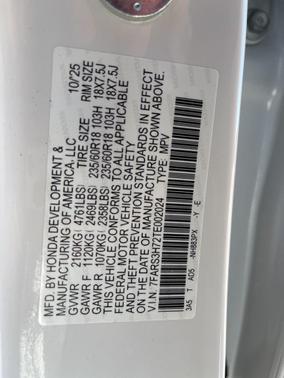 MFD. BY HONDA DEVELOPMENT & 10/25
MANUFACTURING OF AMERICA, LLC
TIRE SIZE RIM SIZE
GVWR 2160KG( 4761LBS)
GAWR F 1120KG( 2469LBS) 235/60R18 103H 18X7.5J
GAWR R 1070KG( 2358LBS) 235/60R18 103H 18X7.5J
THIS VEHICLE CONFORMS TO ALL APPLICABLE
FEDERAL MOTOR VEHICLE SAFETY
AND THEFT PREVENTION STANDARDS IN EFFECT
ON THE DATE OF MANUFACTURE SHOWN ABOVE.
V.I.N. 7FARS3H72TE002024 TYPE: MPV
3A5 T AD5 -NH883PX -Y -E